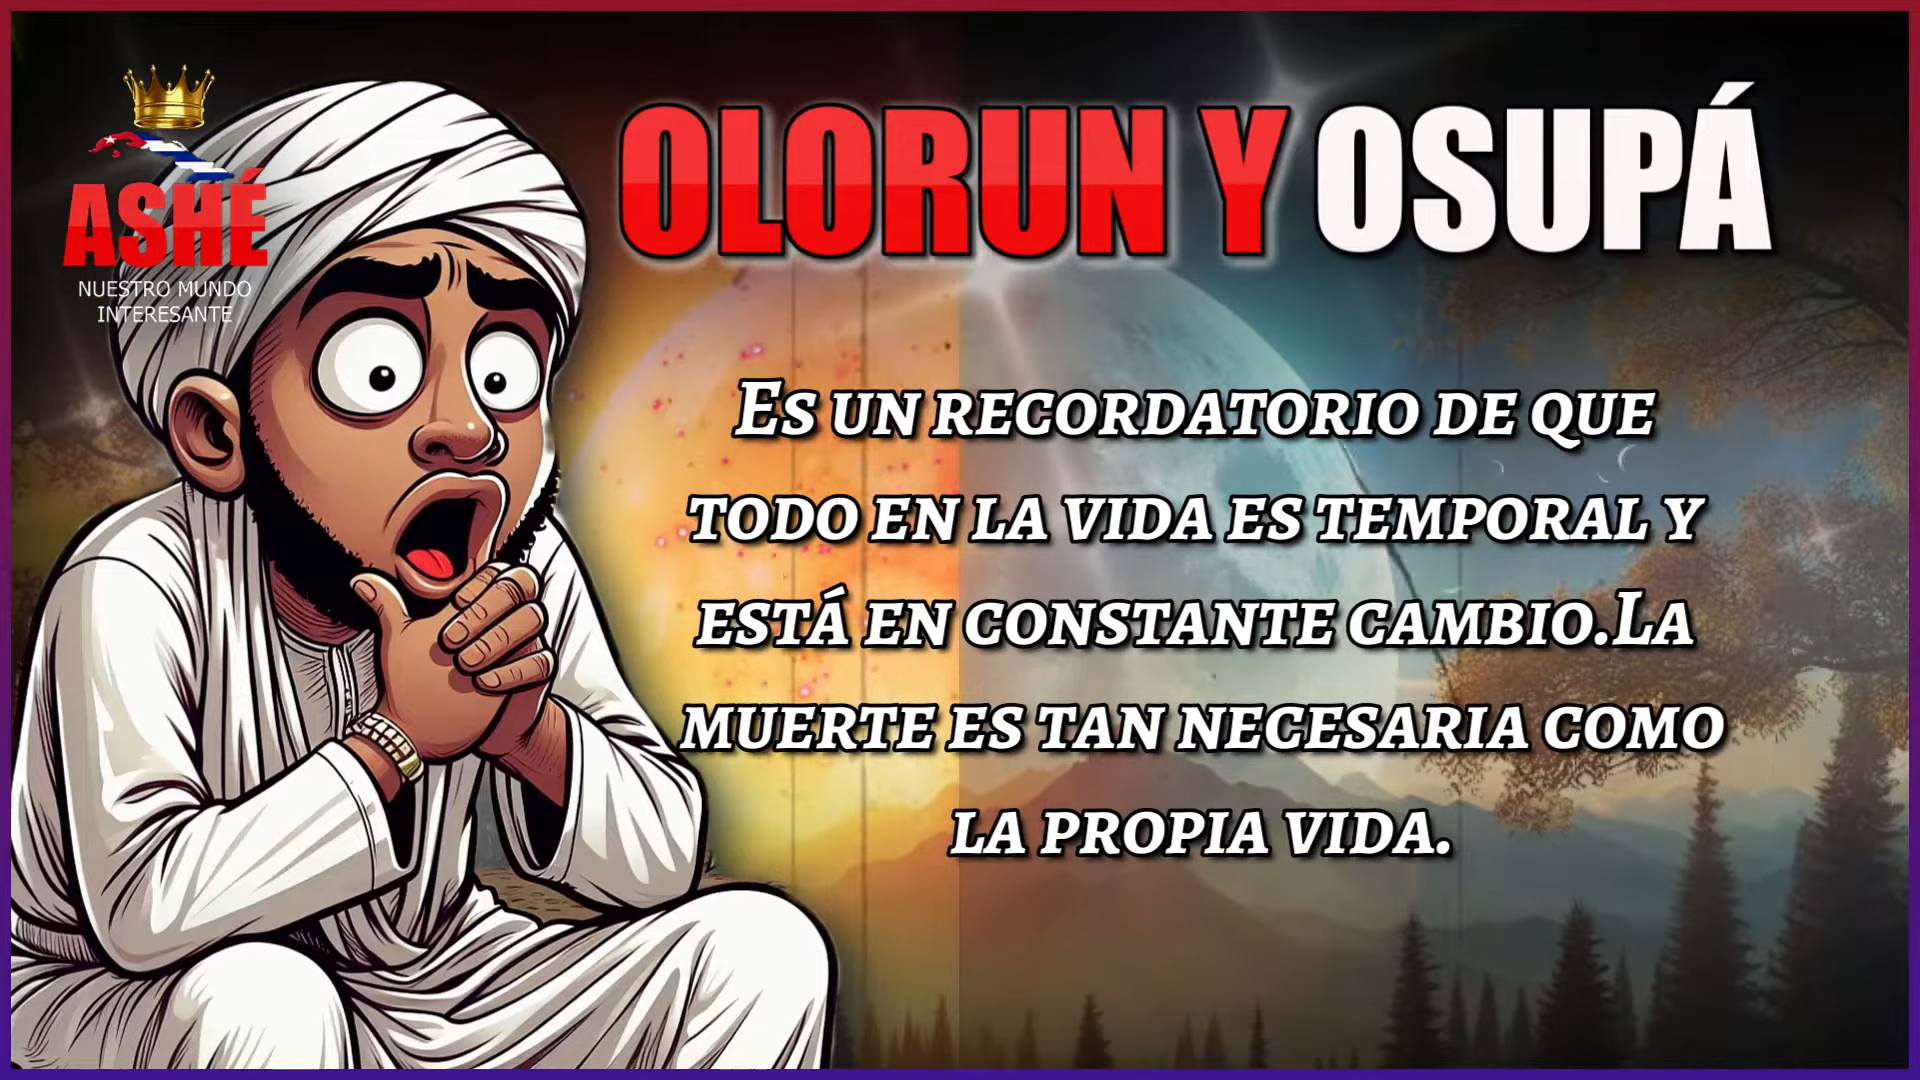 ASHÉ
NUESTRO MUNDO
INTERESANTE
OLORUN Y OSUPÁ
ES UN RECORDATORIO DE QUE
TODO EN LA VIDA ES TEMPORAL Y
ESTÁ EN CONSTANTE CAMBIO.LA
MUERTE ES TAN NECESARIA COMO
LA PROPIA VIDA.